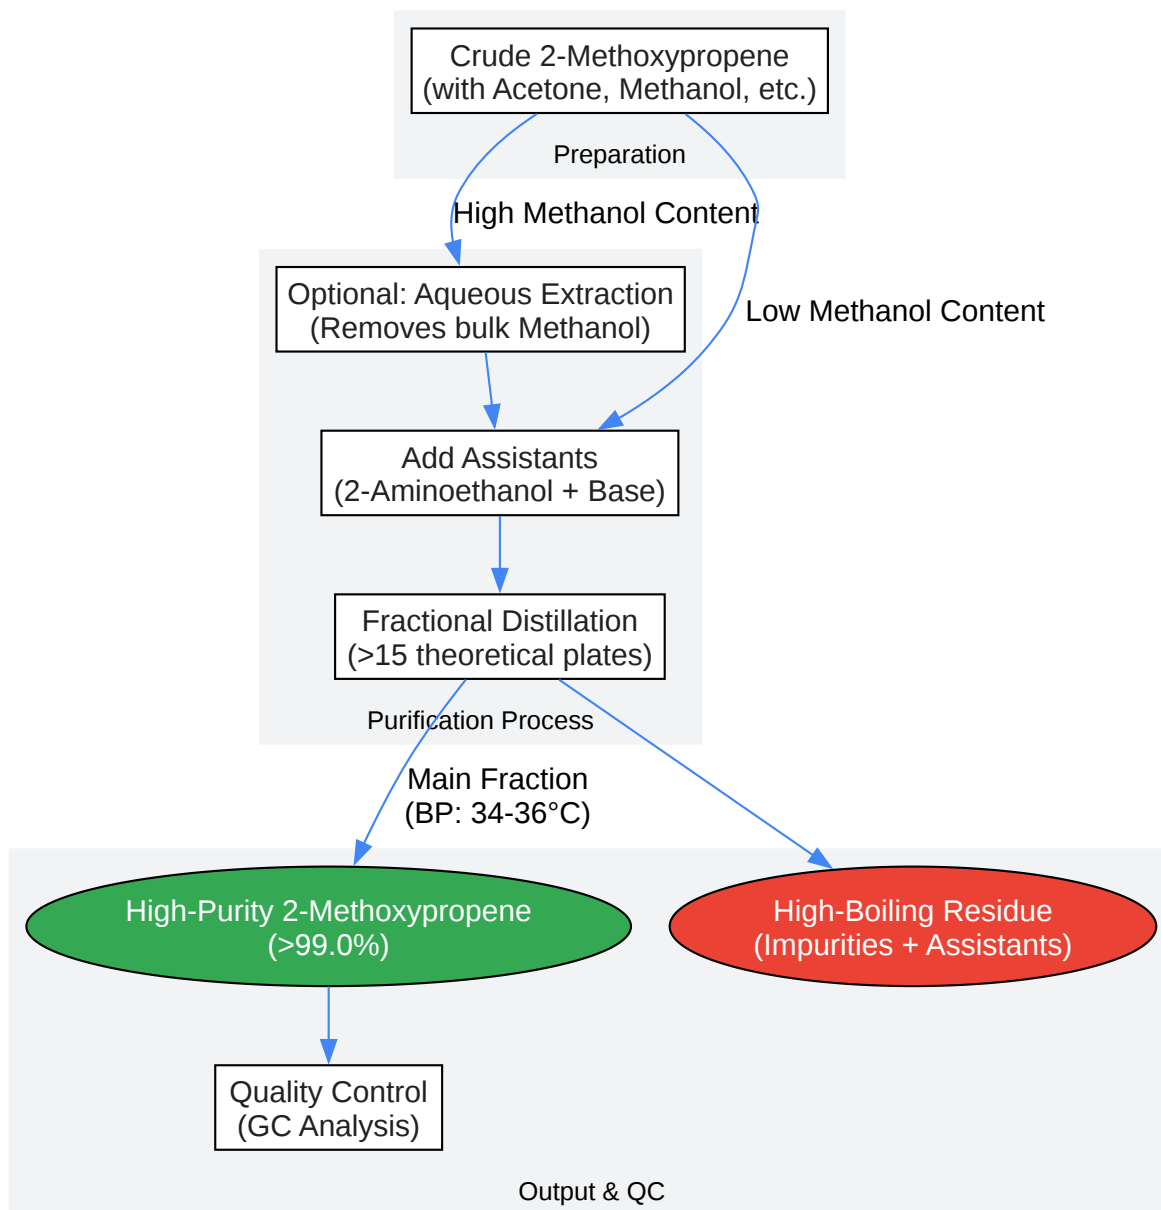 Crude 2-Methoxypropene
(with Acetone, Methanol, etc.)
Preparation
High Methanol Content
Optional: Aqueous Extraction
(Removes bulk Methanol)
Low Methanol Content
Add Assistants
(2-Aminoethanol + Base)
Fractional Distillation
(>15 theoretical plates)
Purification Process
Main Fraction
(BP: 34-36°C)
High-Purity 2-Methoxypropene
(>99.0%)
High-Boiling Residue
(Impurities + Assistants)
Quality Control
(GC Analysis)
Output & QC